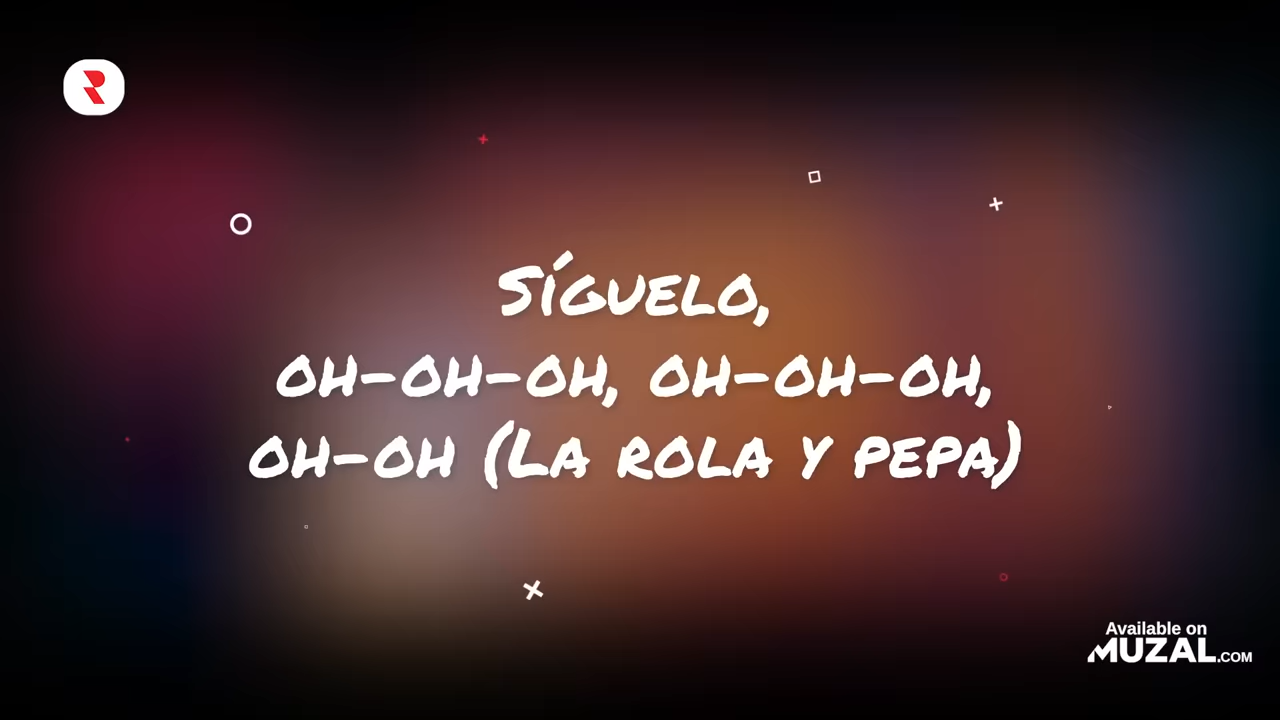 Síguelo,
oh-oh-oh, oh-oh-oh,
oh-oh (La rola y pepa)
Available on
MUZAL.COM